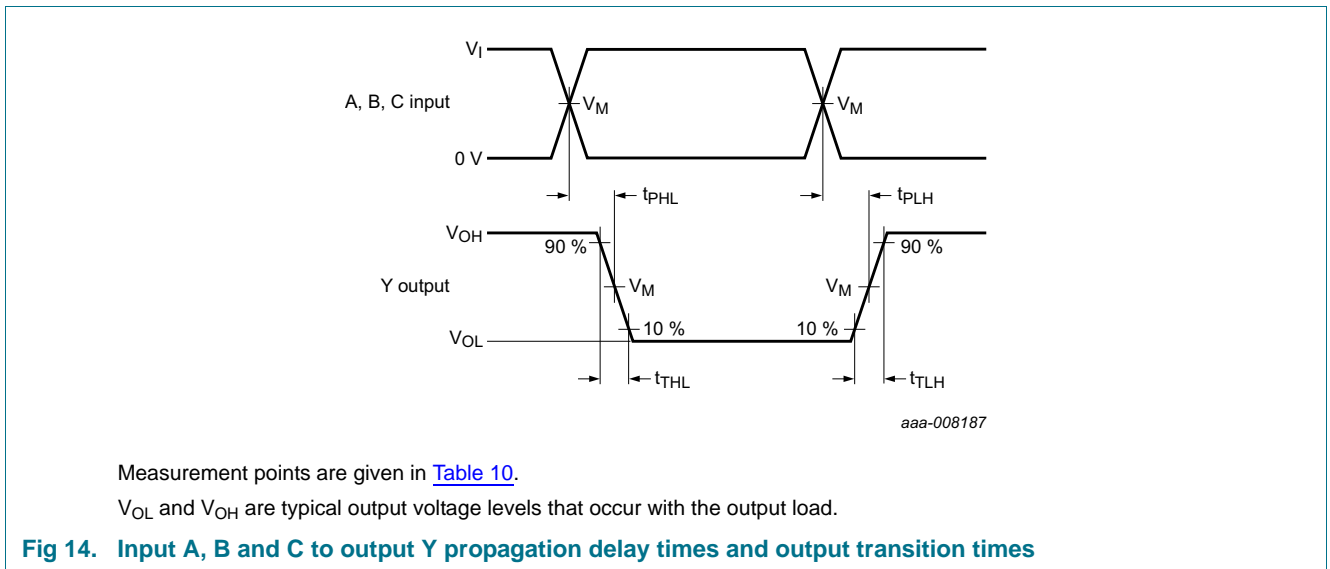 VI
A, B, C input
VM
VM
0 V
tPHL
tPLH
VOH
90 %
90 %
Y output
VM
VM
10 %
10 %
VOL
tTHL
tTLH
aaa-008187
Measurement points are given in Table 10.
VOL and VOH are typical output voltage levels that occur with the output load.
Fig 14. Input A, B and C to output Y propagation delay times and output transition times